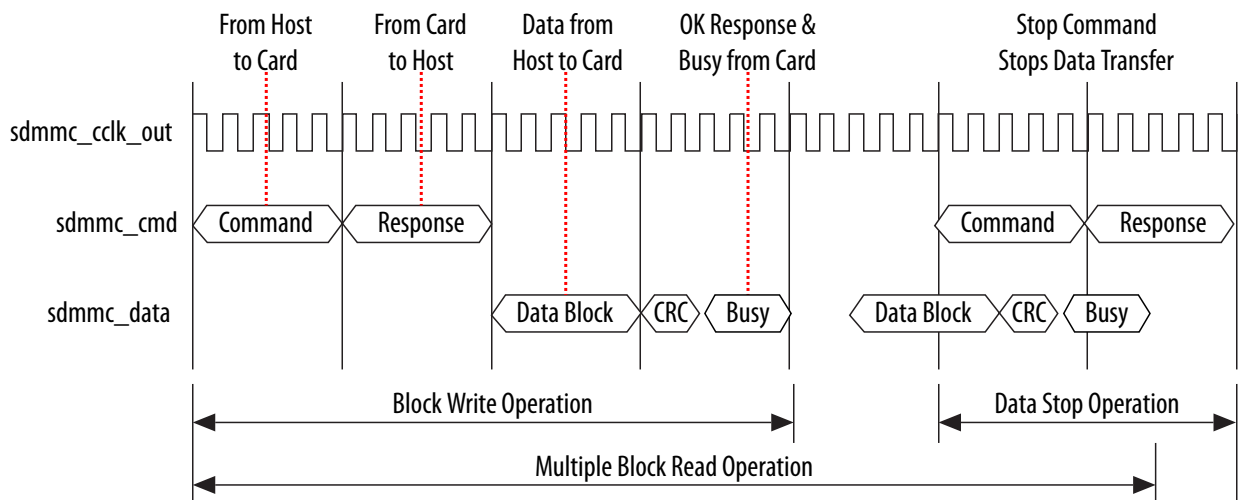 From Host
to Card
From Card
to Host
Data from
Host to Card
OK Response &
Busy from Card
Stop Command
Stops Data Transfer
sdmmc_cclk_out
sdmmc_cmd
Command
Response
Command
Response
sdmmc_data
Data Block
CRC
Busy
Data Block
CRC
Busy
Block Write Operation
Data Stop Operation
Multiple Block Read Operation